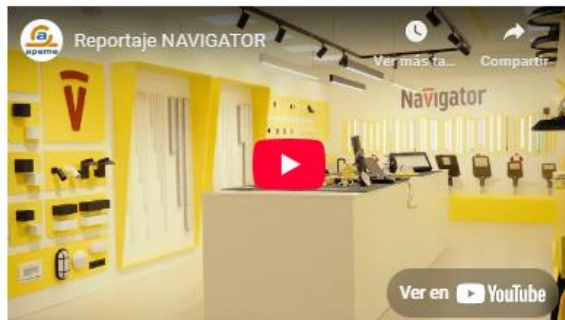 apeme
Reportaje NAVIGATOR
Ver más ta...
Compartir
Navigator
Ver en YouTube